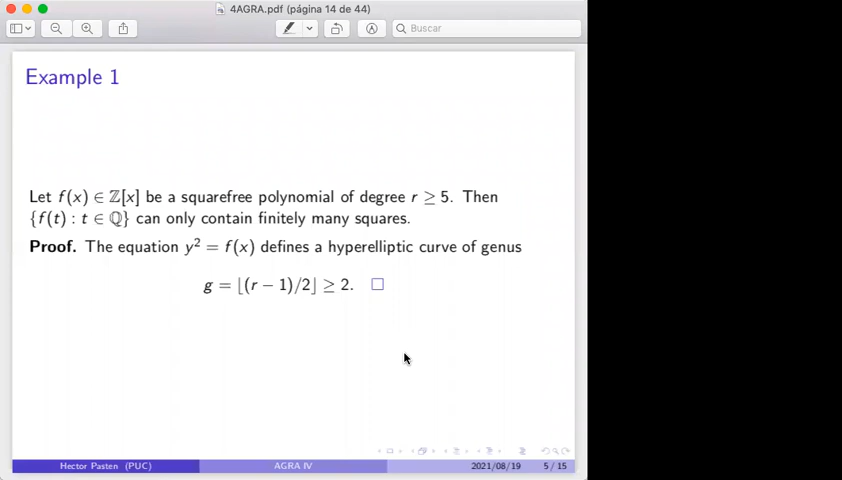 4AGRA.pdf (página 14 de 44)
Buscar
Example 1
Let f(x) ∈ ℤ[x] be a squarefree polynomial of degree r ≥ 5. Then
{f(t) : t ∈ ℚ} can only contain finitely many squares.
Proof. The equation y² = f(x) defines a hyperelliptic curve of genus
g = ⌊(r − 1)/2⌋ ≥ 2. □
Hector Pasten (PUC) AGRA IV 2021/08/19 5 / 15